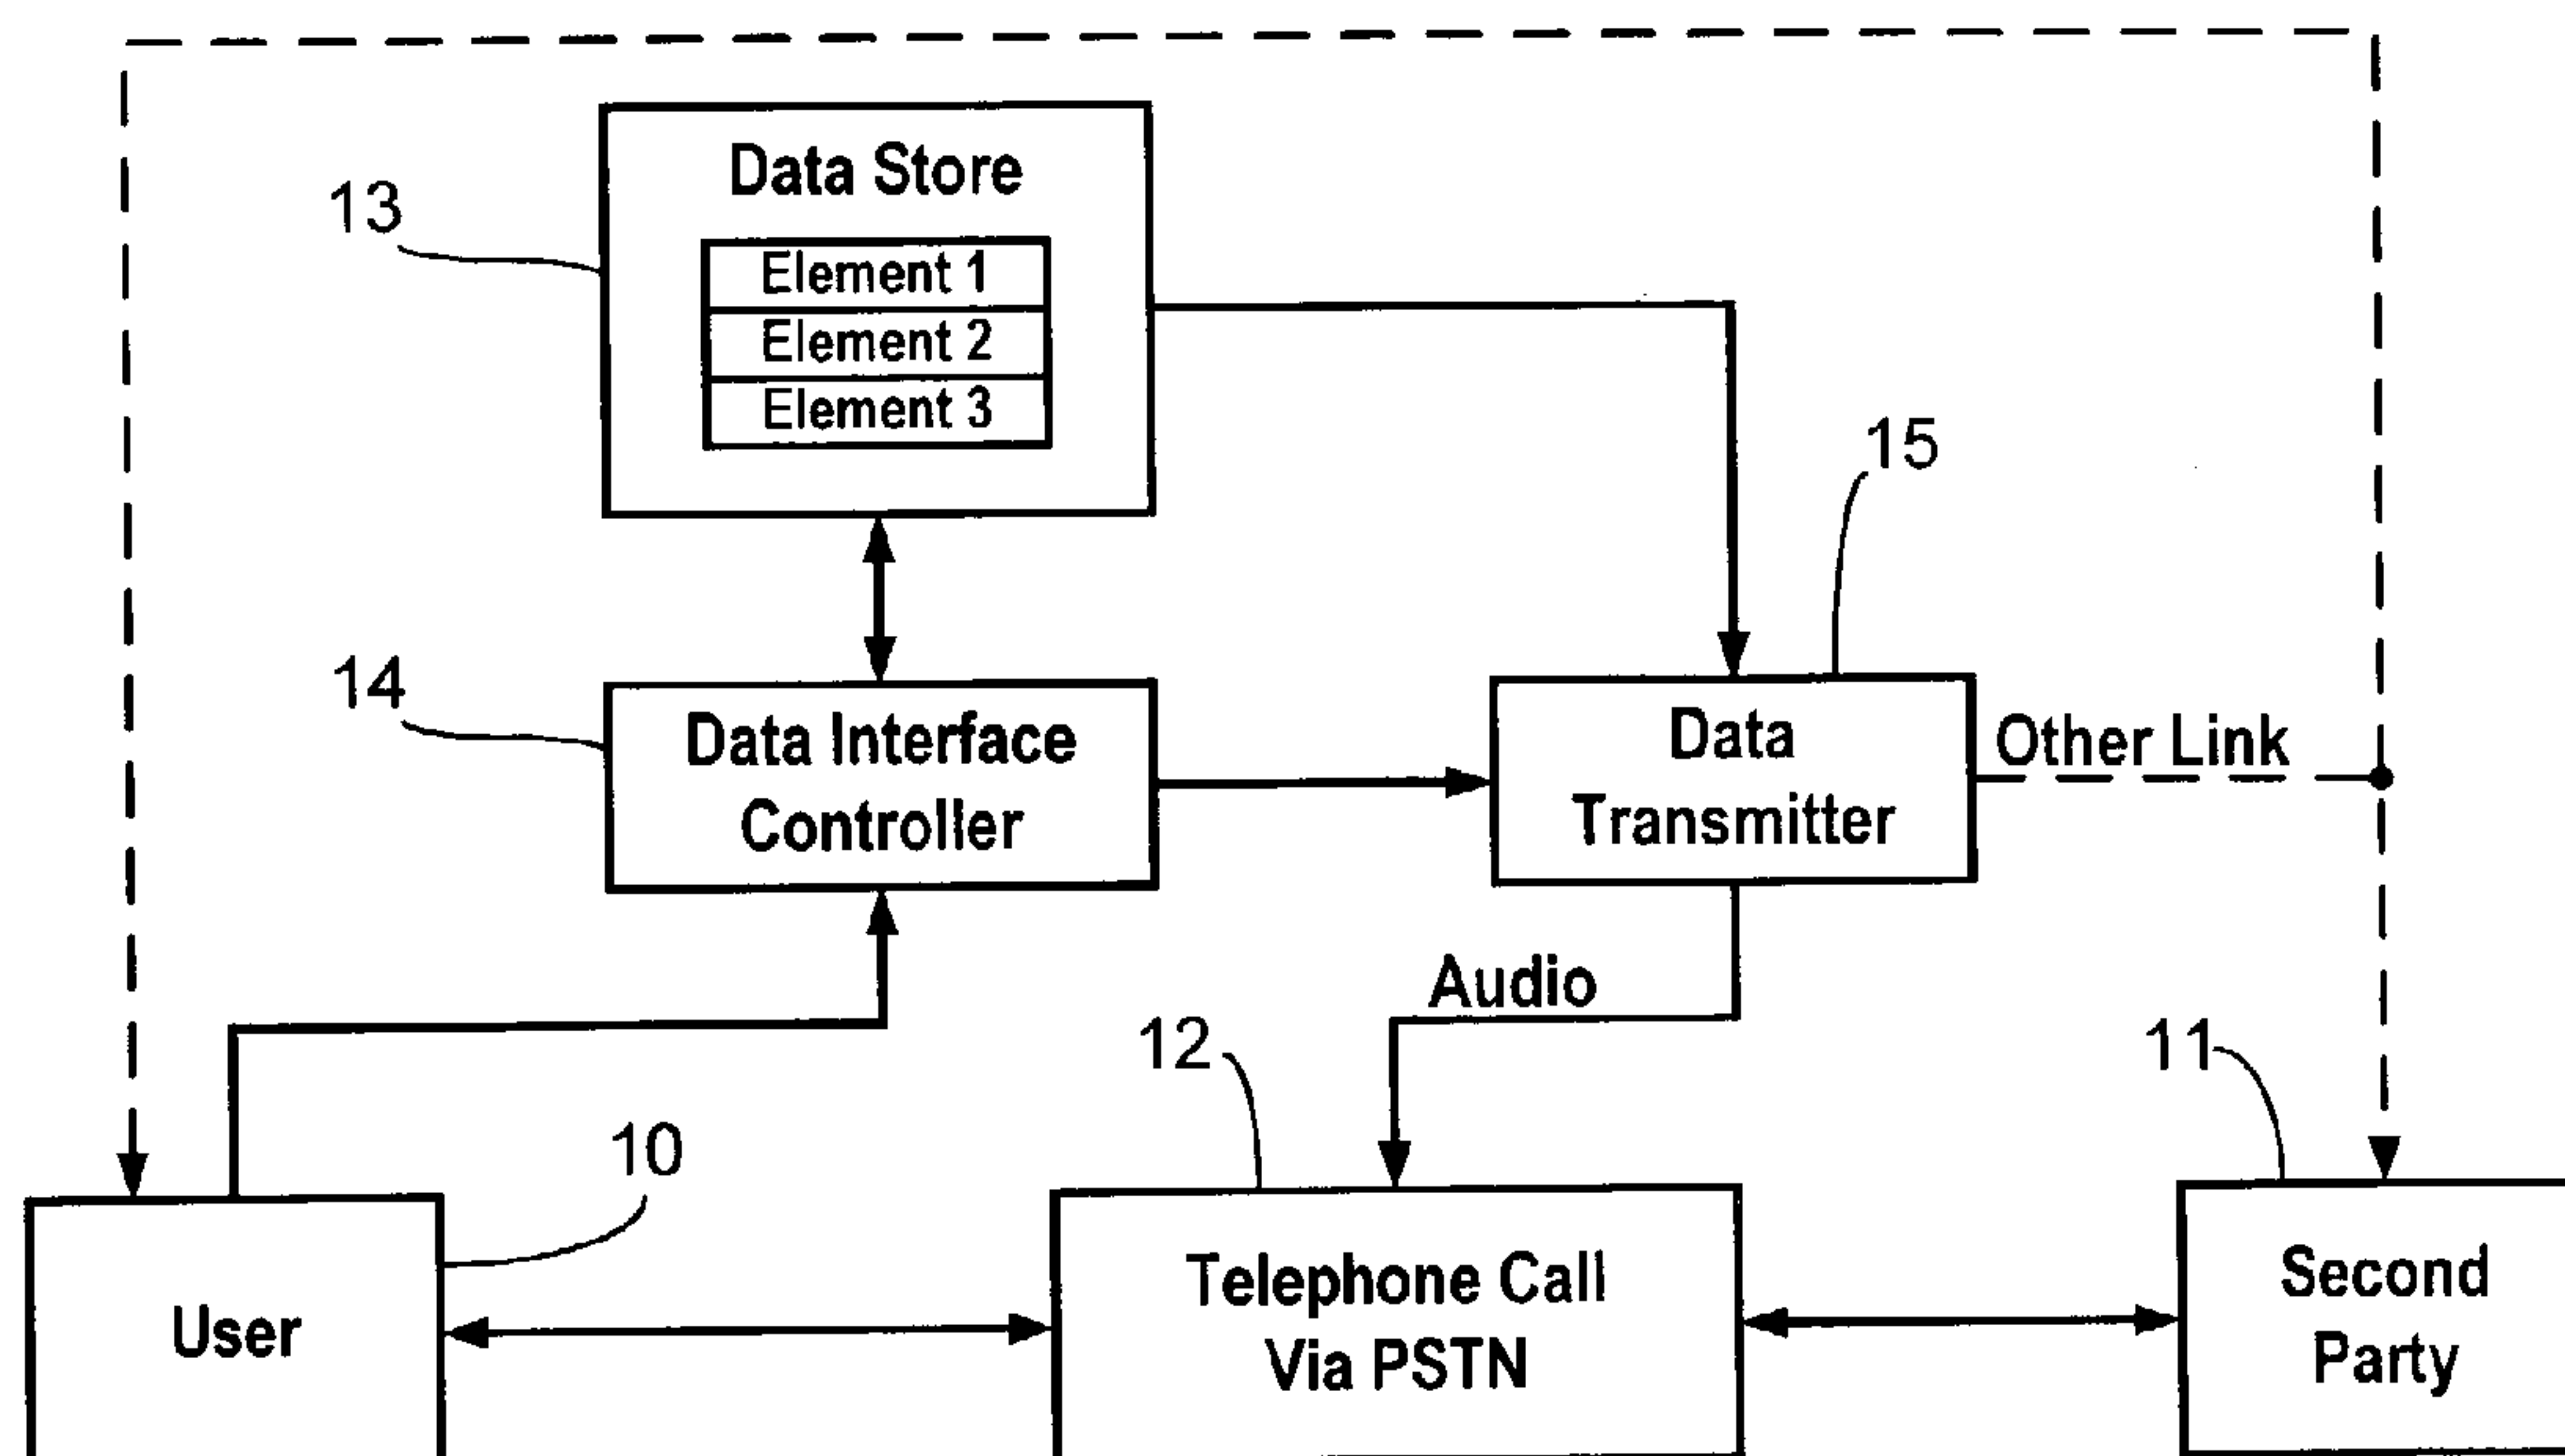 Data Store
13
Element 1
Element 2
Element 3
15
14
Data Interface
Controller
Data
Transmitter
Other Link
Audio
12
11
10
User
Telephone Call
Via PSTN
Second
Party